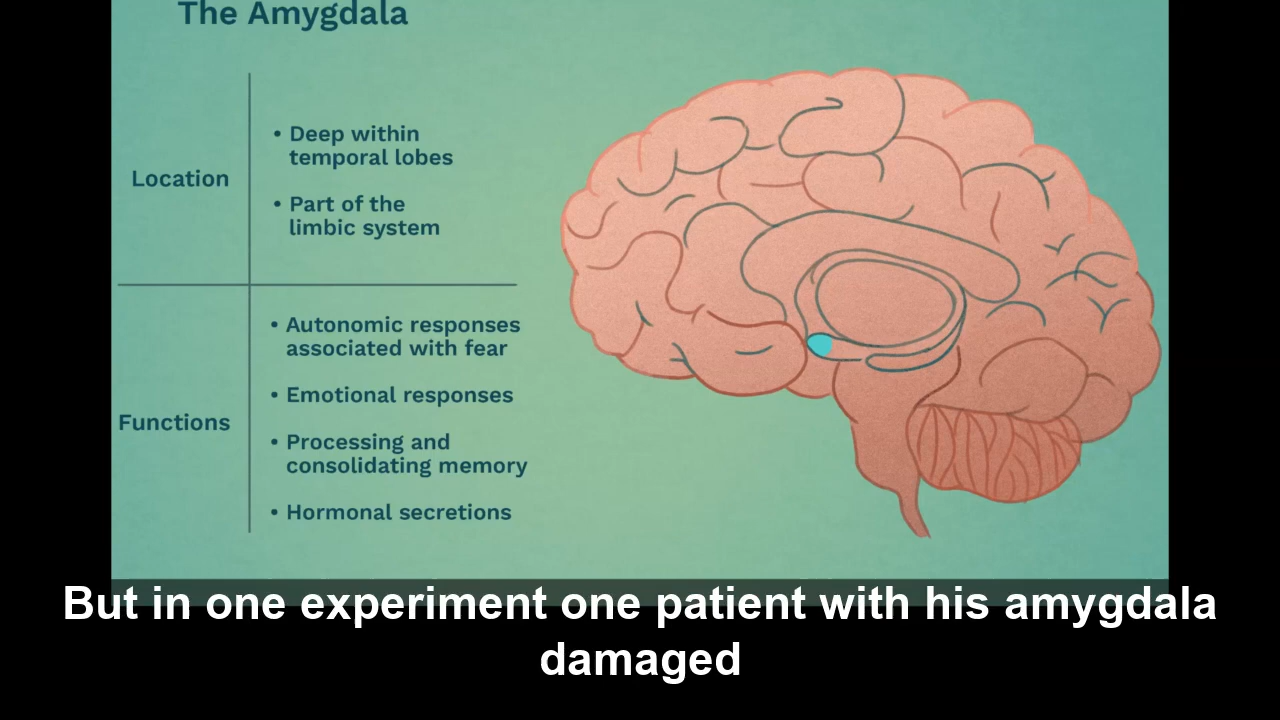 The Amygdala
Location
• Deep within
temporal lobes
• Part of the
limbic system
Functions
• Autonomic responses
associated with fear
• Emotional responses
• Processing and
consolidating memory
• Hormonal secretions
But in one experiment one patient with his amygdala
damaged